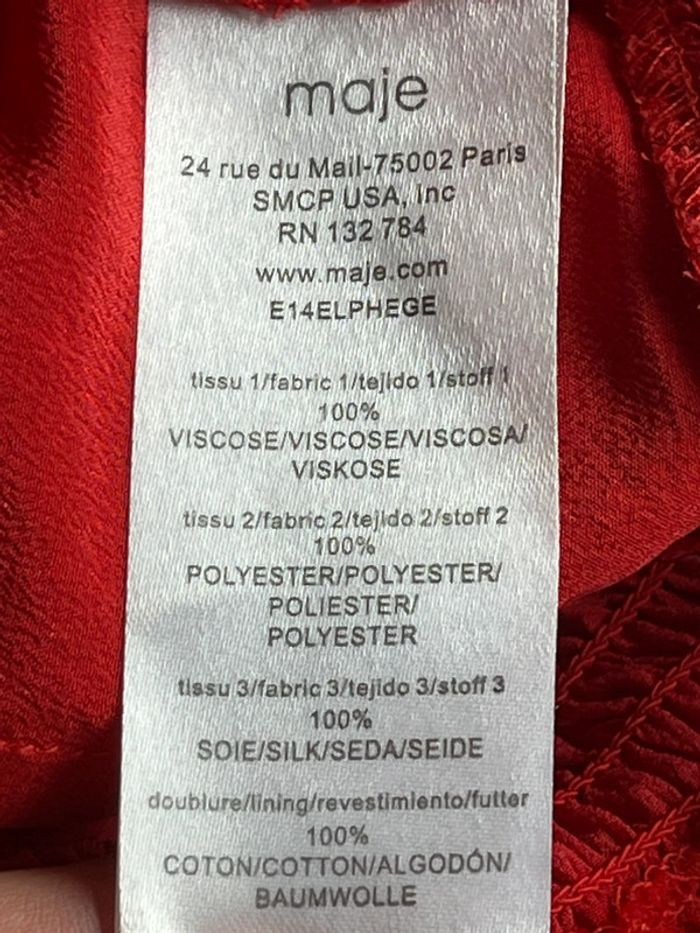 maje
24 rue du Mail-75002 Paris
SMCP USA, Inc
RN 132 784
www.maje.com
E14ELPHEGE
tissu 1/fabric 1/tejido 1/stoff 1
100%
VISCOSE/VISCOSE/VISCOSA/
VISKOSE
tissu 2/fabric 2/tejido 2/stoff 2
100%
POLYESTER/POLYESTER/
POLIESTER/
POLYESTER
tissu 3/fabric 3/tejido 3/stoff 3
100%
SOIE/SILK/SEDA/SEIDE
doublure/lining/revestimiento/futter
100%
COTON/COTTON/ALGODÓN/
BAUMWOLLE